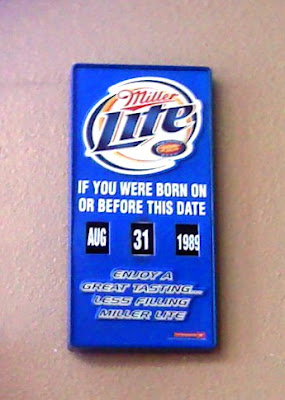 Miller
Lite
IF YOU WERE BORN ON
OR BEFORE THIS DATE
AUG 31 1989
ENJOY A
GREAT TASTING...
LESS FILLING
MILLER LITE